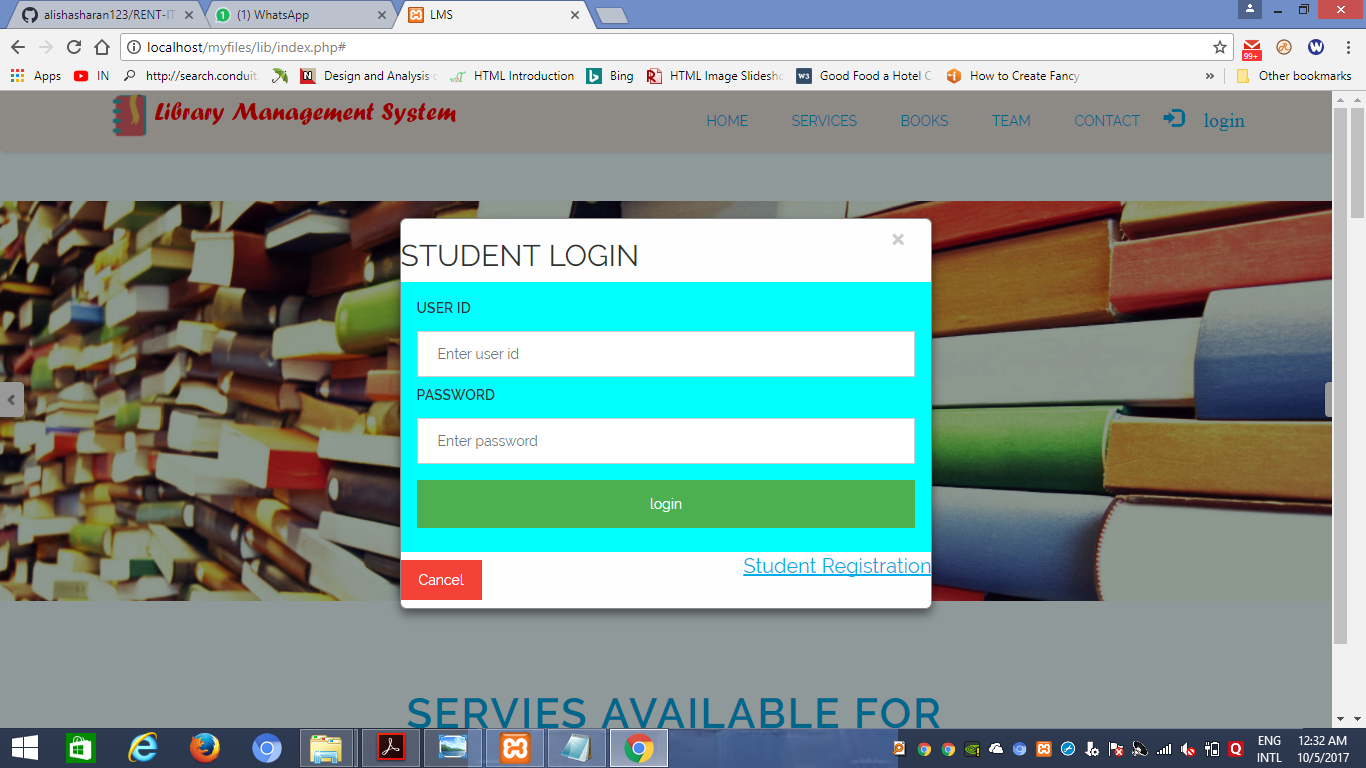 alishasharan123/RENT-IT
(1) WhatsApp
LMS
localhost/myfiles/lib/index.php#
99+
Apps
IN
http://search.conduit
Design and Analysis o
HTML Introduction
Bing
HTML Image Slidesho
w3
Good Food a Hotel C
How to Create Fancy
»
Other bookmarks
Library Management System
HOME
SERVICES
BOOKS
TEAM
CONTACT
login
STUDENT LOGIN
×
USER ID
Enter user id
PASSWORD
Enter password
login
Student Registration
Cancel
SERVIES AVAILABLE FOR
ENG
INTL
12:32 AM
10/5/2017